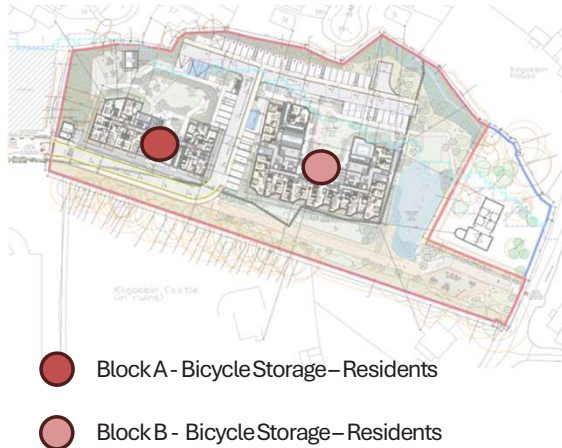 Kilgobbin
House
Kilgobbin Castle
(in ruins)
Block A - Bicycle Storage – Residents
Block B - Bicycle Storage – Residents